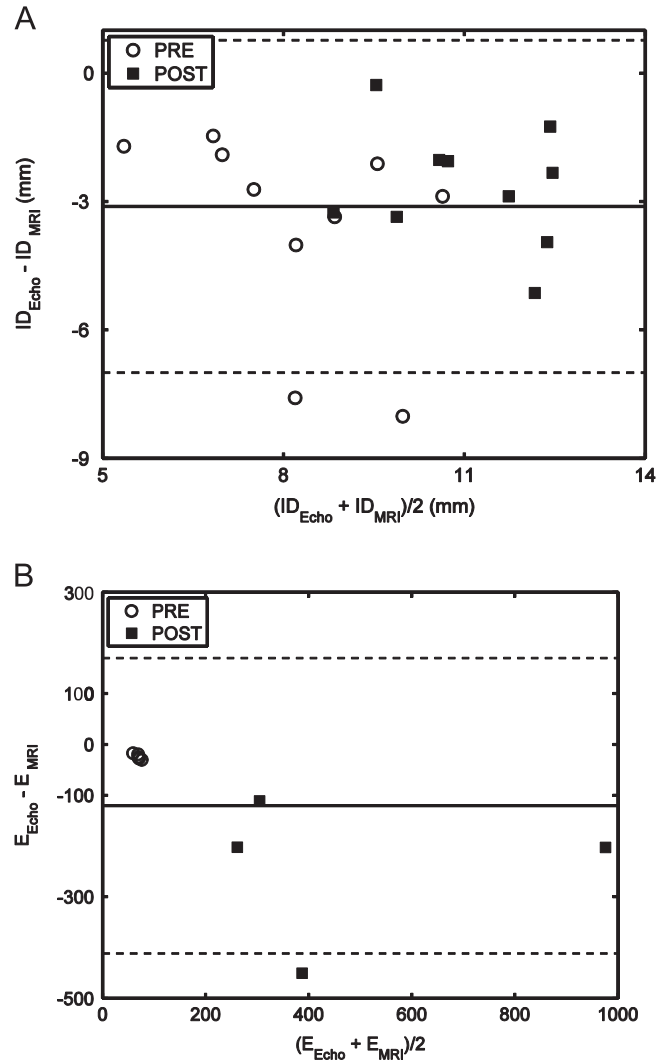 A
PRE
POST
0
-3
-6
-9
ID_Echo - ID_MRI (mm)
5
8
11
14
(ID_Echo + ID_MRI)/2 (mm)
B
PRE
POST
300
100
0
-100
-300
-500
E_Echo - E_MRI
0
200
400
600
800
1000
(E_Echo + E_MRI)/2